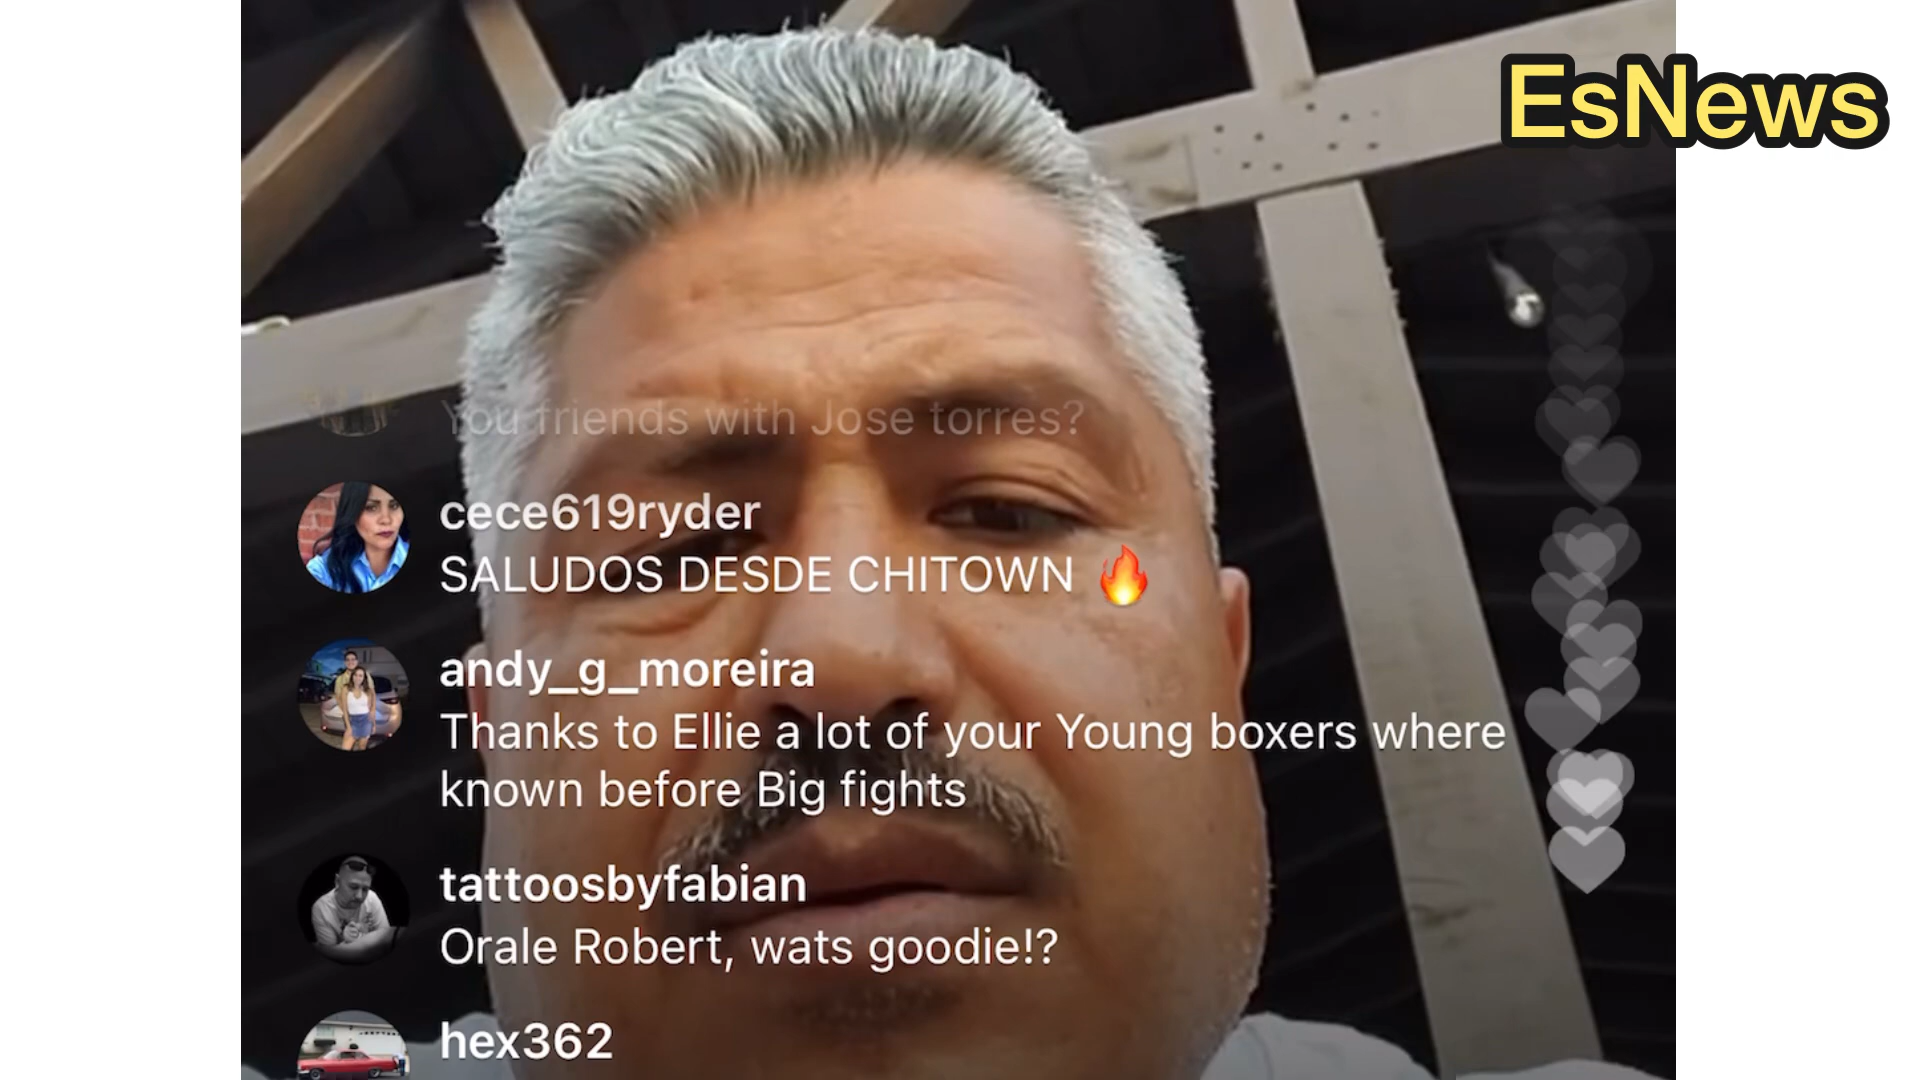 EsNews
You friends with Jose torres?
cece619ryder
SALUDOS DESDE CHITOWN 🔥
andy_g_moreira
Thanks to Ellie a lot of your Young boxers where
known before Big fights
tattoosbyfabian
Orale Robert, wats goodie!?
hex362